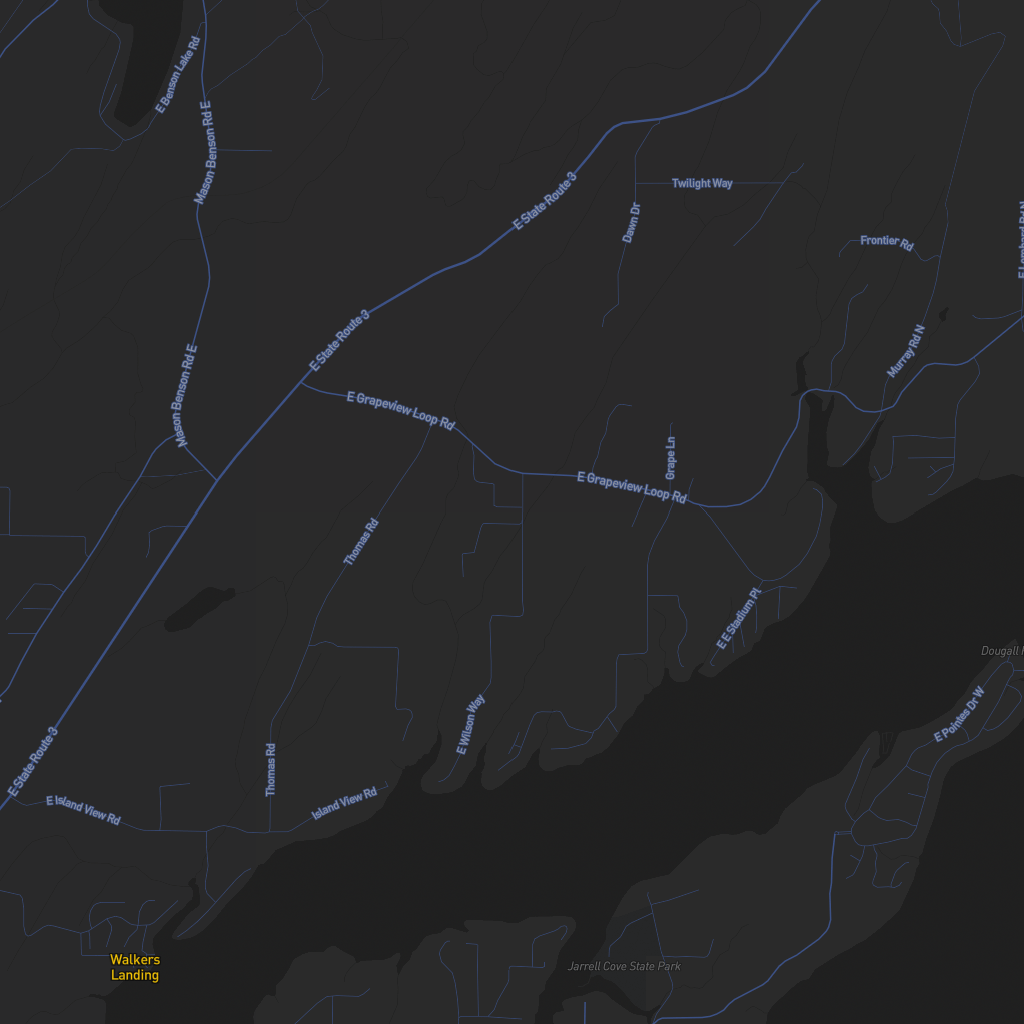 E Benson Lake Rd
Mason Benson Rd E
E State Route 3
Twilight Way
Dawn Dr
Frontier Rd
E State Route 3
Murray Rd N
Mason Benson Rd E
E Grapeview Loop Rd
Grape Ln
E Grapeview Loop Rd
Thomas Rd
E E Stadium Pl
E Pointes Dr W
E Wilson Way
E State Route 3
Thomas Rd
Island View Rd
E Island View Rd
Walkers
Landing
Jarrell Cove State Park
Dougall